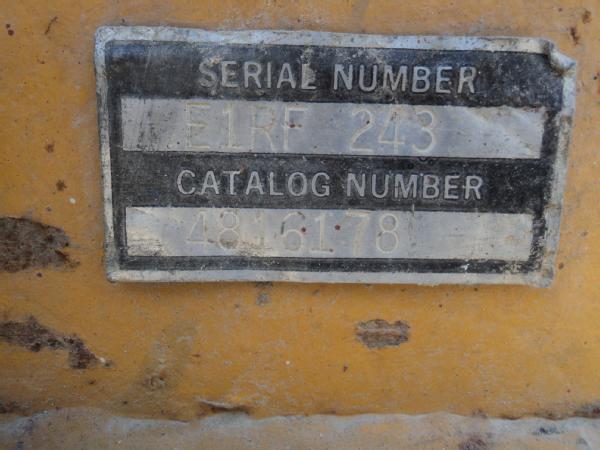 SERIAL NUMBER
E1RF 243
CATALOG NUMBER
4816178